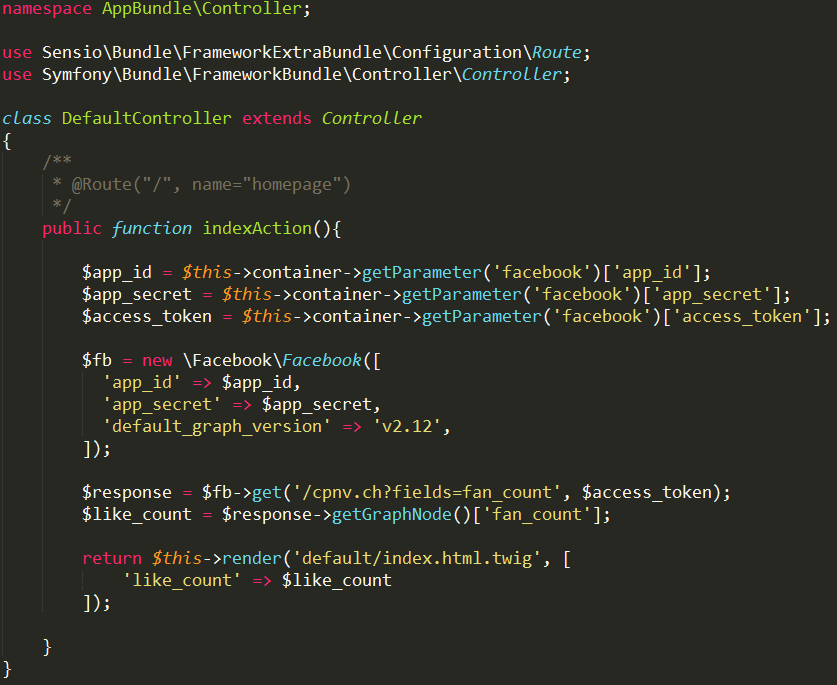 namespace AppBundle\Controller;
use Sensio\Bundle\FrameworkExtraBundle\Configuration\Route;
use Symfony\Bundle\FrameworkBundle\Controller\Controller;
class DefaultController extends Controller
{
/**
* @Route("/", name="homepage")
*/
public function indexAction(){
$app_id = $this->container->getParameter('facebook')['app_id'];
$app_secret = $this->container->getParameter('facebook')['app_secret'];
$access_token = $this->container->getParameter('facebook')['access_token'];
$fb = new \Facebook\Facebook([
'app_id' => $app_id,
'app_secret' => $app_secret,
'default_graph_version' => 'v2.12',
]);
$response = $fb->get('/cpnv.ch?fields=fan_count', $access_token);
$like_count = $response->getGraphNode()['fan_count'];
return $this->render('default/index.html.twig', [
'like_count' => $like_count
]);
}
}